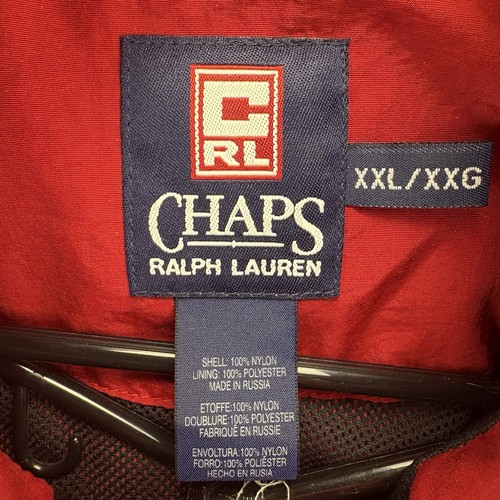 C
RL
CHAPS
RALPH LAUREN
XXL/XXG
SHELL: 100% NYLON
LINING: 100% POLYESTER
MADE IN RUSSIA
ETOFFE:100% NYLON
DOUBLURE: 100% POLYESTER
FABRIQUÉ EN RUSSIE
ENVOLTURA:100% NYLON
FORRO: 100% POLIÉSTER
HECHO EN RUSIA